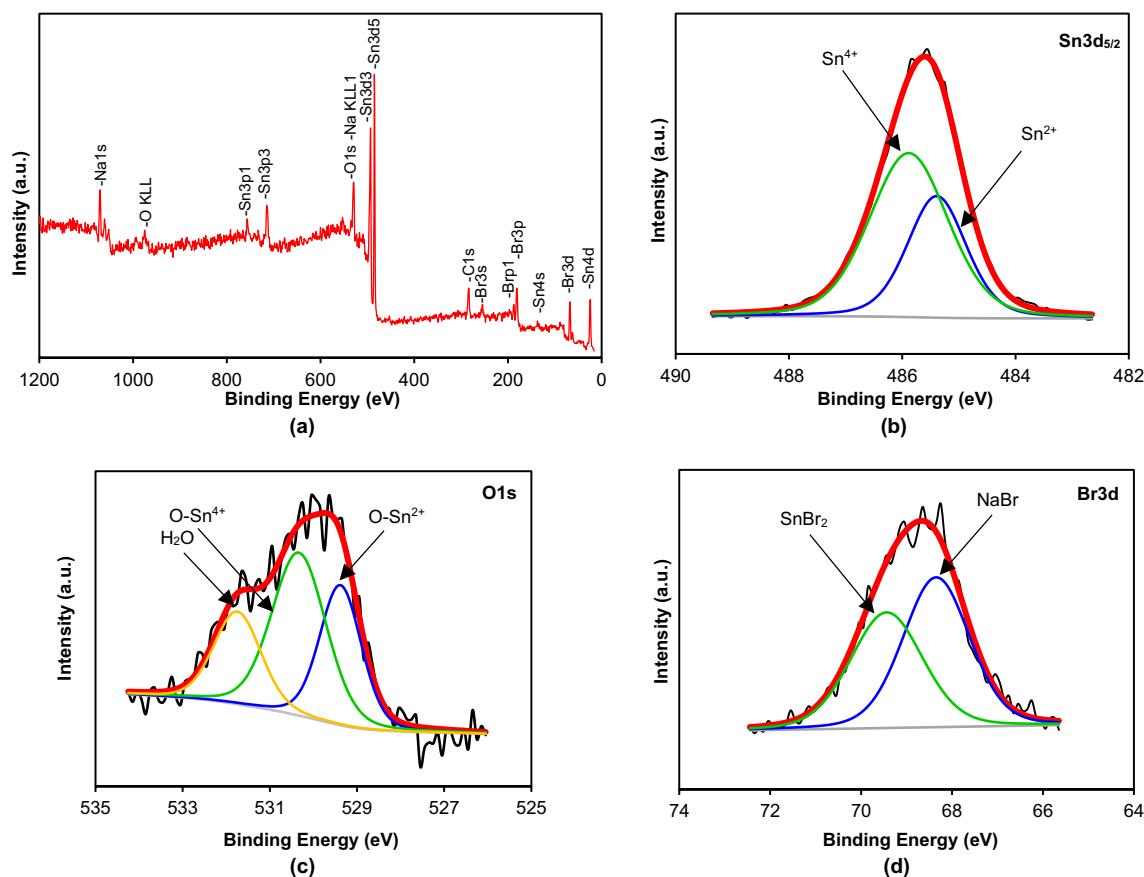 Intensity (a.u.)
-Na1s
-O KLL
-Sn3p1
-Sn3p3
-O1s -Na KLL1
-Sn3d3
-Sn3d5
-C1s
-Br3s
-Brp1
-Br3p
-Sn4s
-Br3d
-Sn4d
1200 1000 800 600 400 200 0
Binding Energy (eV)
(a)
Sn3d5/2
Sn4+
Sn2+
Intensity (a.u.)
490 488 486 484 482
Binding Energy (eV)
(b)
O1s
O-Sn4+
H2O
O-Sn2+
Intensity (a.u.)
535 533 531 529 527 525
Binding Energy (eV)
(c)
Br3d
NaBr
SnBr2
Intensity (a.u.)
74 72 70 68 66 64
Binding Energy (eV)
(d)